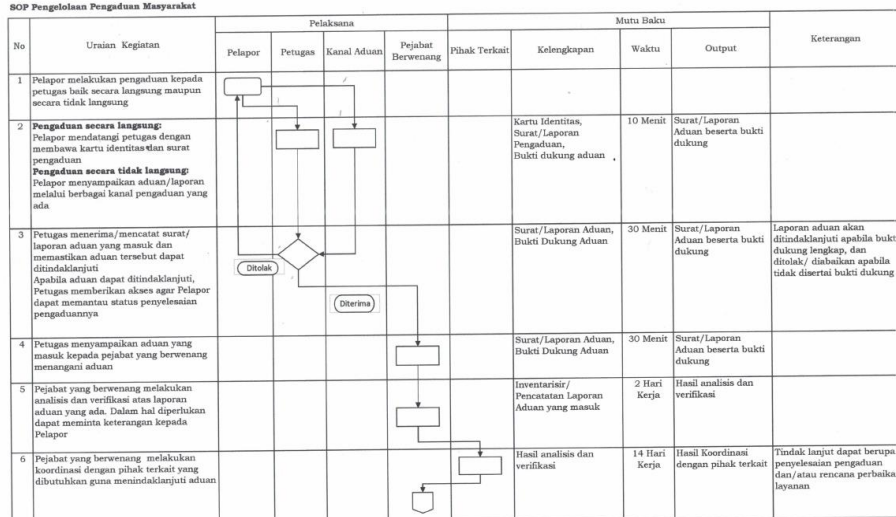 SOP Pengelolaan Pengaduan Masyarakat
No
Uraian Kegiatan
Pelaksana
Mutu Baku
Keterangan
Pelapor
Petugas
Kanal Aduan
Pejabat
Berwenang
Pihak Terkait
Kelengkapan
Waktu
Output
1
Pelapor melakukan pengaduan kepada
petugas baik secara langsung maupun
secara tidak langsung
2
Pengaduan secara langsung:
Pelapor mendatangi petugas dengan
membawa kartu identitas dan surat
pengaduan
Pengaduan secara tidak langsung:
Pelapor menyampaikan aduan/laporan
melalui berbagai kanal pengaduan yang
ada
Kartu Identitas,
Surat/Laporan
Pengaduan,
Bukti dukung aduan
10 Menit
Surat/Laporan
Aduan beserta bukti
dukung
3
Petugas menerima/mencatat surat/
laporan aduan yang masuk dan
memastikan aduan tersebut dapat
ditindaklanjuti
Apabila aduan dapat ditindaklanjuti,
Petugas memberikan akses agar Pelapor
dapat memantau status penyelesaian
pengaduannya
Ditolak
Diterima
Surat/Laporan Aduan,
Bukti Dukung Aduan
30 Menit
Surat/Laporan
Aduan beserta bukti
dukung
Laporan aduan akan
ditindaklanjuti apabila bukt
dukung lengkap, dan
ditolak/ diabaikan apabila
tidak disertai bukti dukung
4
Petugas menyampaikan aduan yang
masuk kepada pejabat yang berwenang
menangani aduan
Surat/Laporan Aduan,
Bukti Dukung Aduan
30 Menit
Surat/Laporan
Aduan beserta bukti
dukung
5
Pejabat yang berwenang melakukan
analisis dan verifikasi atas laporan
aduan yang ada. Dalam hal diperlukan
dapat meminta keterangan kepada
Pelapor
Inventarisir/
Pencatatan Laporan
Aduan yang masuk
2 Hari
Kerja
Hasil analisis dan
verifikasi
6
Pejabat yang berwenang melakukan
koordinasi dengan pihak terkait yang
dibutuhkan guna menindaklanjuti aduan
Hasil analisis dan
verifikasi
14 Hari
Kerja
Hasil Koordinasi
dengan pihak terkait
Tindak lanjut dapat berupa
penyelesaian pengaduan
dan/atau rencana perbaika
layanan